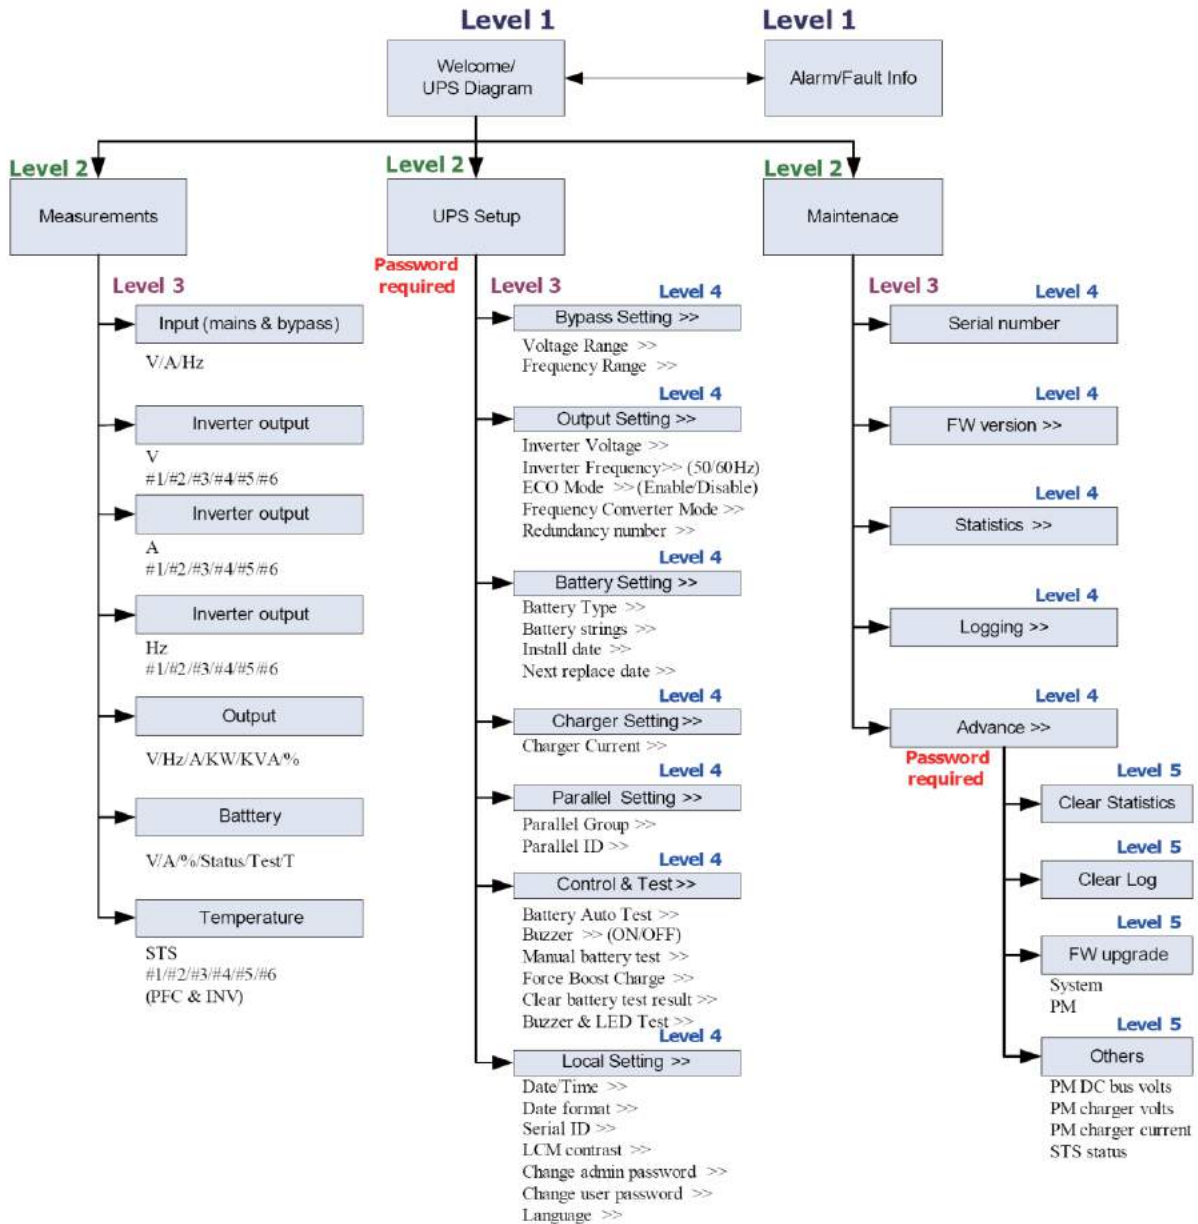 Level 1
Level 1
Welcome/
UPS Diagram
Alarm/Fault Info
Level 2
Measurements
Level 3
Input (mains & bypass)
V/A/Hz
Inverter output
V
#1/#2/#3/#4/#5/#6
Inverter output
A
#1/#2/#3/#4/#5/#6
Inverter output
Hz
#1/#2/#3/#4/#5/#6
Output
V/Hz/A/KW/KVA/%
Batttery
V/A/%/Status/Test/T
Temperature
STS
#1/#2/#3/#4/#5/#6
(PFC & INV)
Level 2
UPS Setup
Password
required
Level 3
Level 4
Bypass Setting >>
Voltage Range >>
Frequency Range >>
Level 4
Output Setting >>
Inverter Voltage >>
Inverter Frequency>> (50/60Hz)
ECO Mode >>(Enable/Disable)
Frequency Converter Mode >>
Redundancy number >>
Level 4
Battery Setting >>
Battery Type >>
Battery strings >>
Install date >>
Next replace date >>
Level 4
Charger Setting>>
Charger Current >>
Level 4
Parallel Setting >>
Parallel Group >>
Parallel ID >>
Level 4
Control & Test>>
Battery Auto Test >>
Buzzer >> (ON/OFF)
Manual battery test >>
Force Boost Charge >>
Clear battery test result >>
Buzzer & LED Test >>
Level 4
Local Setting >>
Date/Time >>
Date format >>
Serial ID >>
LCM contrast >>
Change admin password >>
Change user password >>
Language >>
Level 2
Maintenace
Level 3
Level 4
Serial number
Level 4
FW version >>
Level 4
Statistics >>
Level 4
Logging >>
Level 4
Advance >>
Password
required
Level 5
Clear Statistics
Level 5
Clear Log
Level 5
FW upgrade
System
PM
Level 5
Others
PM DC bus volts
PM charger volts
PM charger current
STS status